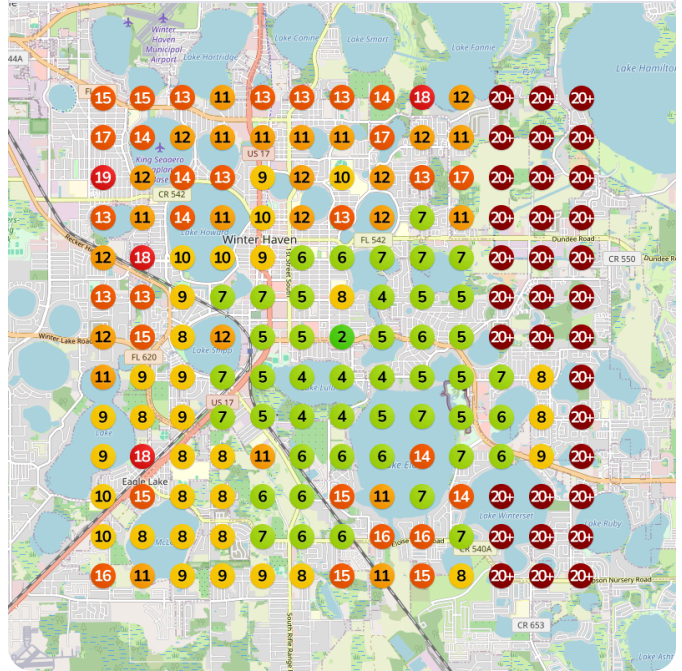 Winter
Haven
Municipal
Airport
Lake Conine
Lake Smart
Lake Fannie
Lake Hartridge
44A
Lake Hamilton
15 15 13 11 13 13 13 14 18 12 20+ 20+ 20+
17 14 12 11 11 11 11 17 12 11 20+ 20+ 20+
US 17
King Seaaero
19 12 14 13 9 12 10 12 13 17 20+ 20+ 20+
CR 542
13 11 14 11 10 12 13 12 7 11 20+ 20+ 20+
Lake Howard
Winter Haven
FL 542
Dundee Road
12 18 10 10 9 6 6 7 7 7 20+ 20+ 20+
CR 550
13 13 9 7 7 5 8 4 5 5 20+ 20+ 20+
12 15 8 12 5 5 2 5 6 5 20+ 20+ 20+
Winter Lake Road
Lake Shipp
FL 620
11 9 9 7 5 4 4 4 5 5 7 8 20+
US 17
9 8 9 7 5 4 4 5 7 5 6 8 20+
Lake
9 18 8 8 11 6 6 6 14 7 6 9 20+
Eagle Lake
10 15 8 8 6 6 15 11 7 14 20+ 20+ 20+
Lake Winterset
Lake Ruby
10 8 8 8 7 6 6 16 16 7 20+ 20+ 20+
CR 540A
16 11 9 9 9 8 15 11 15 8 20+ 20+ 20+
son Nursery Road
CR 653
South Rifle Range
Lake Ash